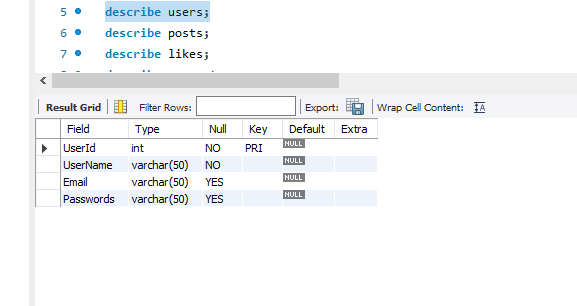 5 describe users;
6 describe posts;
7 describe likes;
Result Grid Filter Rows: Export: Wrap Cell Content:
Field Type Null Key Default Extra
UserId int NO PRI NULL
UserName varchar(50) NO NULL
Email varchar(50) YES NULL
Passwords varchar(50) YES NULL